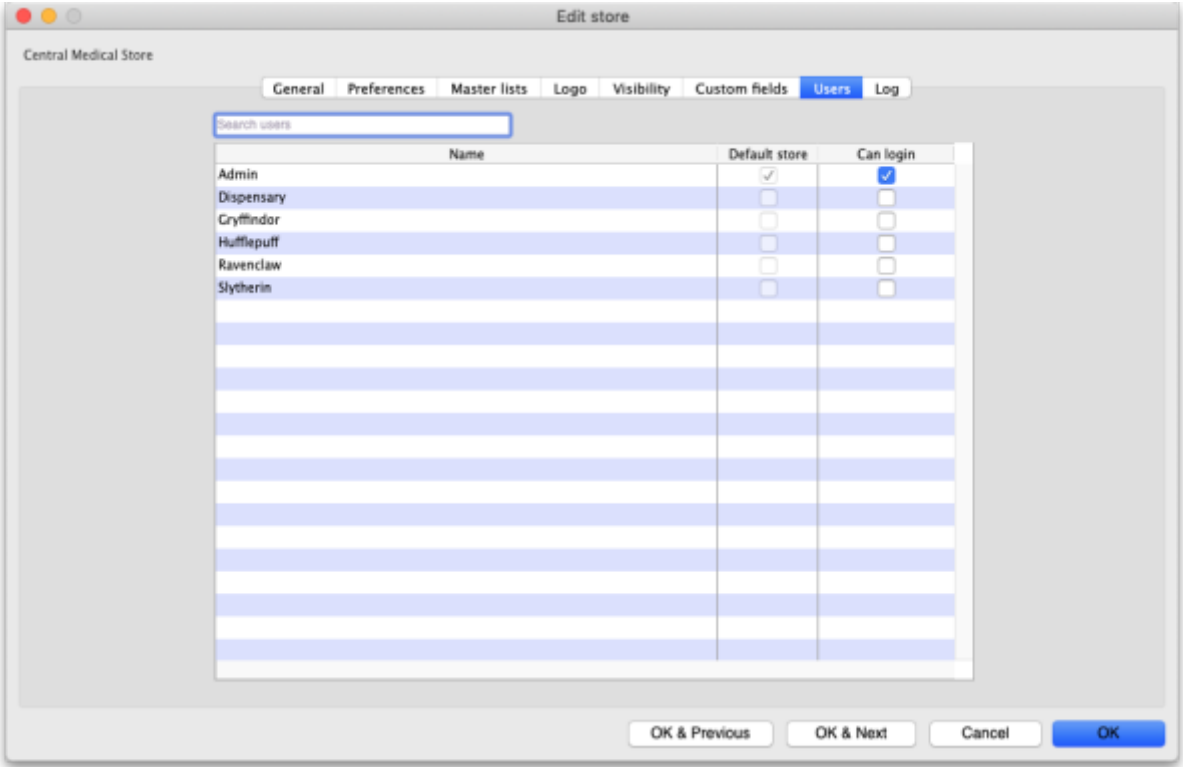 Edit store
Central Medical Store
General Preferences Master lists Logo Visibility Custom fields Users Log
Search users
Name Default store Can login
Admin
Dispensary
Gryffindor
Hufflepuff
Ravenclaw
Slytherin
OK & Previous OK & Next Cancel OK